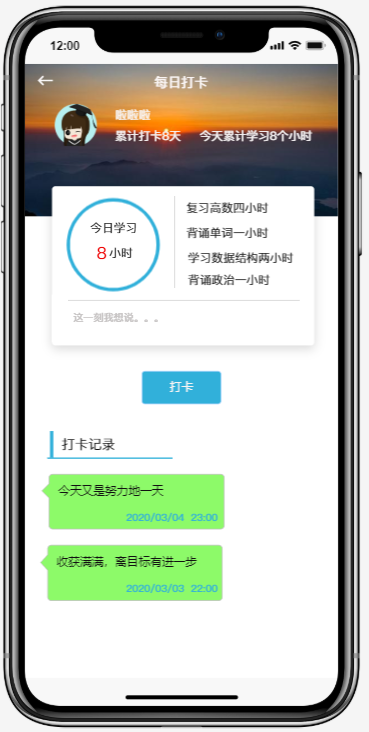 12:00
每日打卡
啦啦啦
累计打卡8天 今天累计学习8个小时
今日学习
8 小时
复习高数四小时
背诵单词一小时
学习数据结构两小时
背诵政治一小时
这一刻我想说。。。
打卡
打卡记录
今天又是努力地一天
2020/03/04 23:00
收获满满，离目标有进一步
2020/03/03 22:00